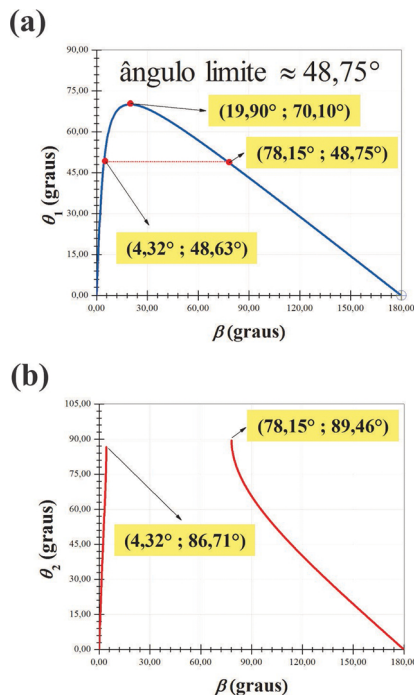 (a)
90,00
75,00
60,00
45,00
30,00
15,00
0,00
θ1 (graus)
ângulo limite ≈ 48,75°
(19,90° ; 70,10°)
(78,15° ; 48,75°)
(4,32° ; 48,63°)
0,00 30,00 60,00 90,00 120,00 150,00 180,00
β (graus)
(b)
105,00
90,00
75,00
60,00
45,00
30,00
15,00
0,00
θ2 (graus)
(78,15° ; 89,46°)
(4,32° ; 86,71°)
0,00 30,00 60,00 90,00 120,00 150,00 180,00
β (graus)